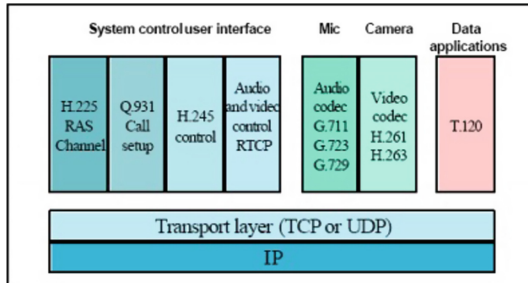 System control user interface
Mic
Camera
Data
applications
H.225
RAS
Channel
Q.931
Call
setup
H.245
control
Audio
and video
control
RTCP
Audio
codec
G.711
G.723
G.729
Video
codec
H.261
H.263
T.120
Transport layer (TCP or UDP)
IP